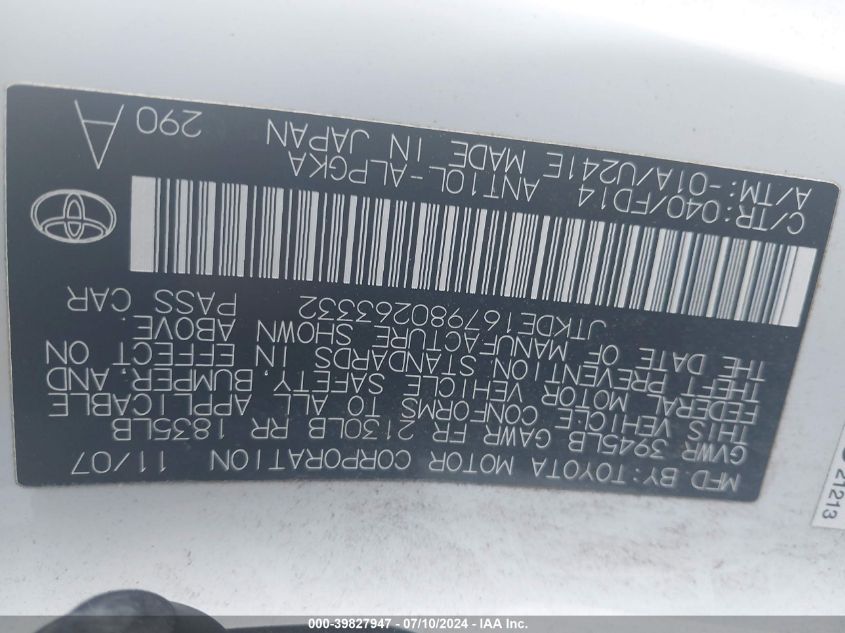 MFD BY:TOYOTA MOTOR CORPORATION 11/07
GVWR 3945LB GAWR FR 2130LB RR 1835LB
THIS VEHICLE CONFORMS TO ALL APPLICABLE
FEDERAL MOTOR VEHICLE SAFETY, BUMPER, AND
THEFT PREVENTION STANDARDS IN EFFECT ON
THE DATE OF MANUFACTURE SHOWN ABOVE.
JTKDE167980263332 PASS CAR
C/TR:040/FD14 ANT10L-ALPGKA A
A/TM:-01A/U241E MADE IN JAPAN 290
21213
000-39827947 - 07/10/2024 - IAA Inc.